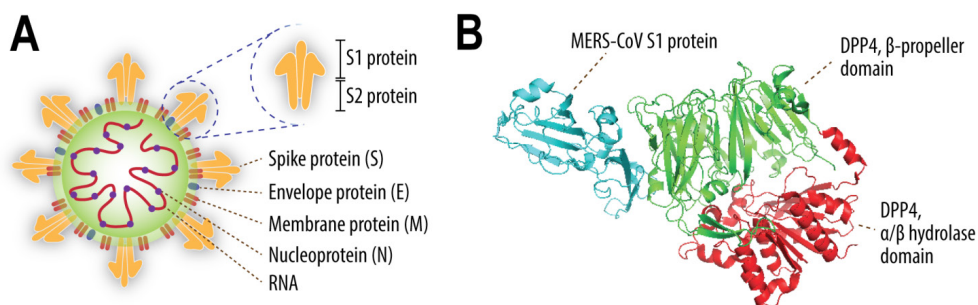 A
S1 protein
S2 protein
Spike protein (S)
Envelope protein (E)
Membrane protein (M)
Nucleoprotein (N)
RNA
B
MERS-CoV S1 protein
DPP4, β-propeller
domain
DPP4,
α/β hydrolase
domain